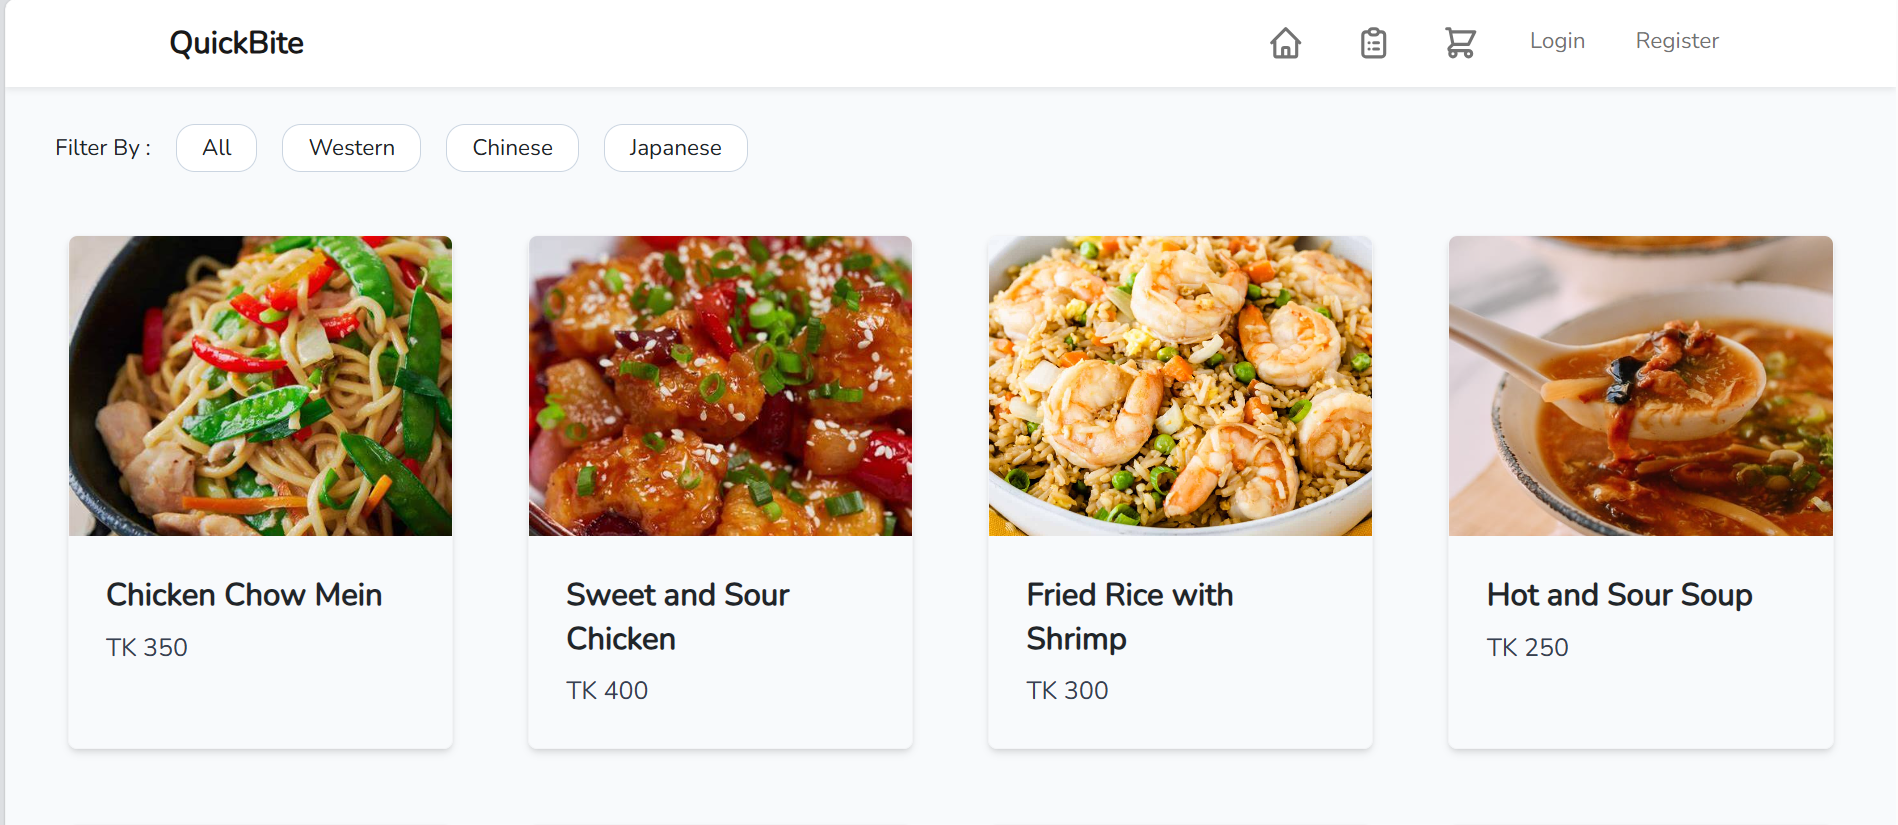 QuickBite
Login
Register
Filter By :
All
Western
Chinese
Japanese
Chicken Chow Mein
TK 350
Sweet and Sour
Chicken
TK 400
Fried Rice with
Shrimp
TK 300
Hot and Sour Soup
TK 250